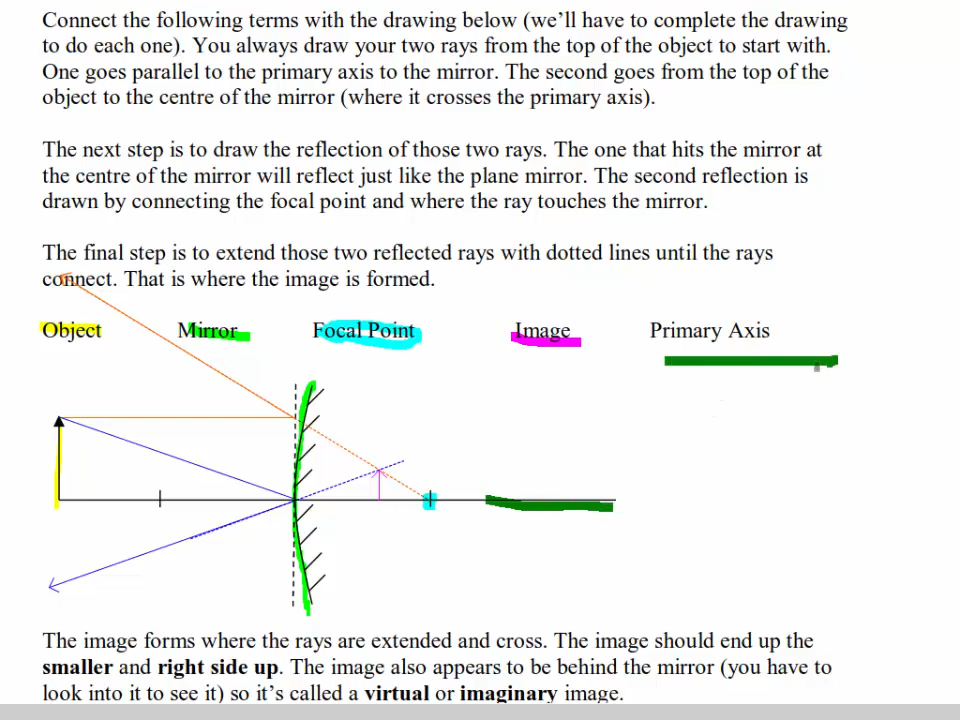 Connect the following terms with the drawing below (we’ll have to complete the drawing
to do each one). You always draw your two rays from the top of the object to start with.
One goes parallel to the primary axis to the mirror. The second goes from the top of the
object to the centre of the mirror (where it crosses the primary axis).
The next step is to draw the reflection of those two rays. The one that hits the mirror at
the centre of the mirror will reflect just like the plane mirror. The second reflection is
drawn by connecting the focal point and where the ray touches the mirror.
The final step is to extend those two reflected rays with dotted lines until the rays
connect. That is where the image is formed.
Object Mirror Focal Point Image Primary Axis
The image forms where the rays are extended and cross. The image should end up the
smaller and right side up. The image also appears to be behind the mirror (you have to
look into it to see it) so it’s called a virtual or imaginary image.